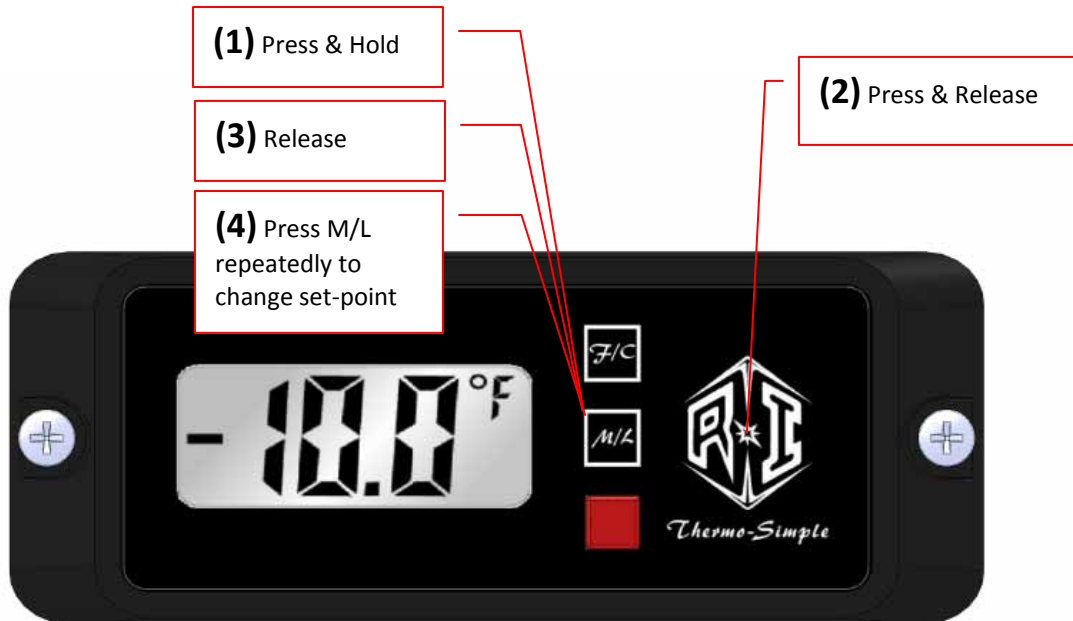 (1) Press & Hold
(2) Press & Release
(3) Release
(4) Press M/L
repeatedly to
change set-point
F/C
-10.0°F
M/L
R I
Thermo-Simple